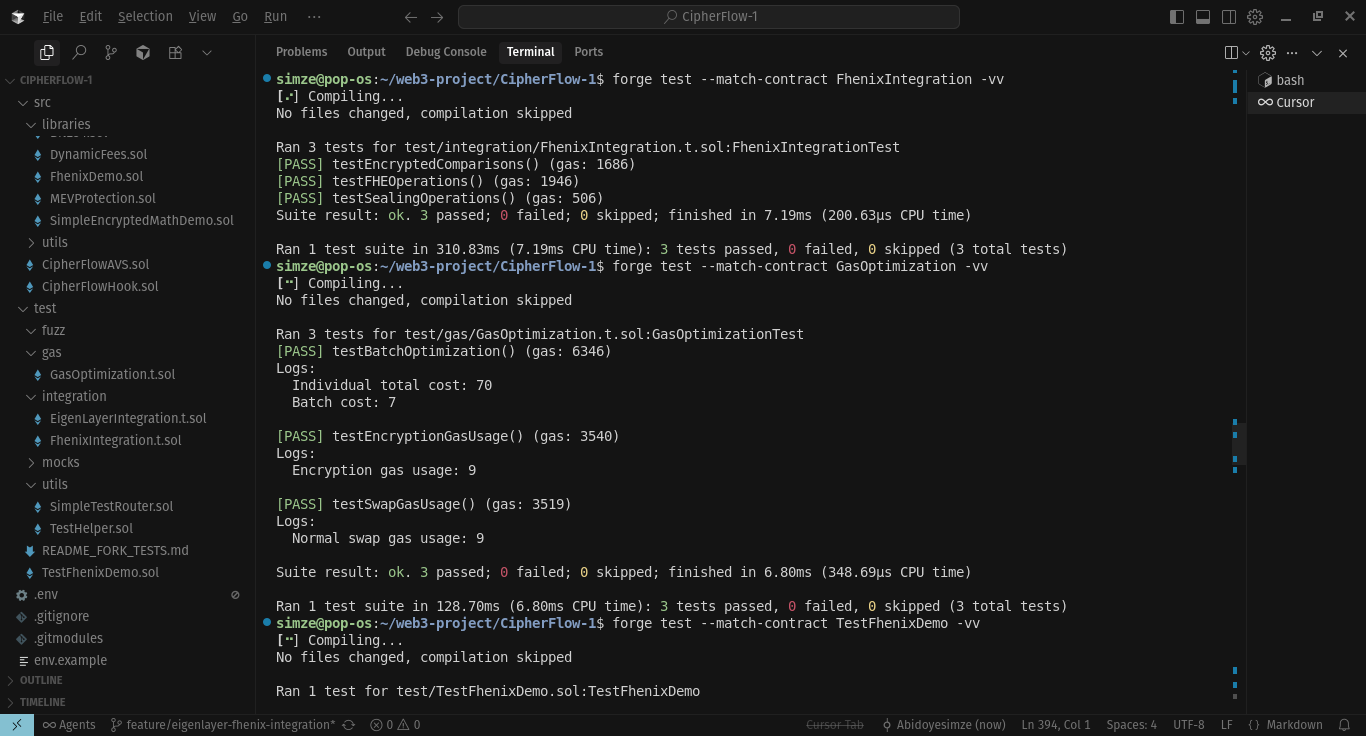 File Edit Selection View Go Run ··· CipherFlow-1
Problems Output Debug Console Terminal Ports
CIPHERFLOW-1
src
libraries
DynamicFees.sol
FhenixDemo.sol
MEVProtection.sol
SimpleEncryptedMathDemo.sol
utils
CipherFlowAVS.sol
CipherFlowHook.sol
test
fuzz
gas
GasOptimization.t.sol
integration
EigenLayerIntegration.t.sol
FhenixIntegration.t.sol
mocks
utils
SimpleTestRouter.sol
TestHelper.sol
README_FORK_TESTS.md
TestFhenixDemo.sol
.env
.gitignore
.gitmodules
env.example
OUTLINE
TIMELINE
simze@pop-os:~/web3-project/CipherFlow-1$ forge test --match-contract FhenixIntegration -vv
[⠔] Compiling...
No files changed, compilation skipped
Ran 3 tests for test/integration/FhenixIntegration.t.sol:FhenixIntegrationTest
[PASS] testEncryptedComparisons() (gas: 1686)
[PASS] testFHEOperations() (gas: 1946)
[PASS] testSealingOperations() (gas: 506)
Suite result: ok. 3 passed; 0 failed; 0 skipped; finished in 7.19ms (200.63µs CPU time)
Ran 1 test suite in 310.83ms (7.19ms CPU time): 3 tests passed, 0 failed, 0 skipped (3 total tests)
simze@pop-os:~/web3-project/CipherFlow-1$ forge test --match-contract GasOptimization -vv
[⠒] Compiling...
No files changed, compilation skipped
Ran 3 tests for test/gas/GasOptimization.t.sol:GasOptimizationTest
[PASS] testBatchOptimization() (gas: 6346)
Logs:
Individual total cost: 70
Batch cost: 7
[PASS] testEncryptionGasUsage() (gas: 3540)
Logs:
Encryption gas usage: 9
[PASS] testSwapGasUsage() (gas: 3519)
Logs:
Normal swap gas usage: 9
Suite result: ok. 3 passed; 0 failed; 0 skipped; finished in 6.80ms (348.69µs CPU time)
Ran 1 test suite in 128.70ms (6.80ms CPU time): 3 tests passed, 0 failed, 0 skipped (3 total tests)
simze@pop-os:~/web3-project/CipherFlow-1$ forge test --match-contract TestFhenixDemo -vv
[⠒] Compiling...
No files changed, compilation skipped
Ran 1 test for test/TestFhenixDemo.sol:TestFhenixDemo
bash
Cursor
Agents feature/eigenlayer-fhenix-integration* 0 0 Cursor Tab Abidoyesimze (now) Ln 394, Col 1 Spaces: 4 UTF-8 LF { } Markdown